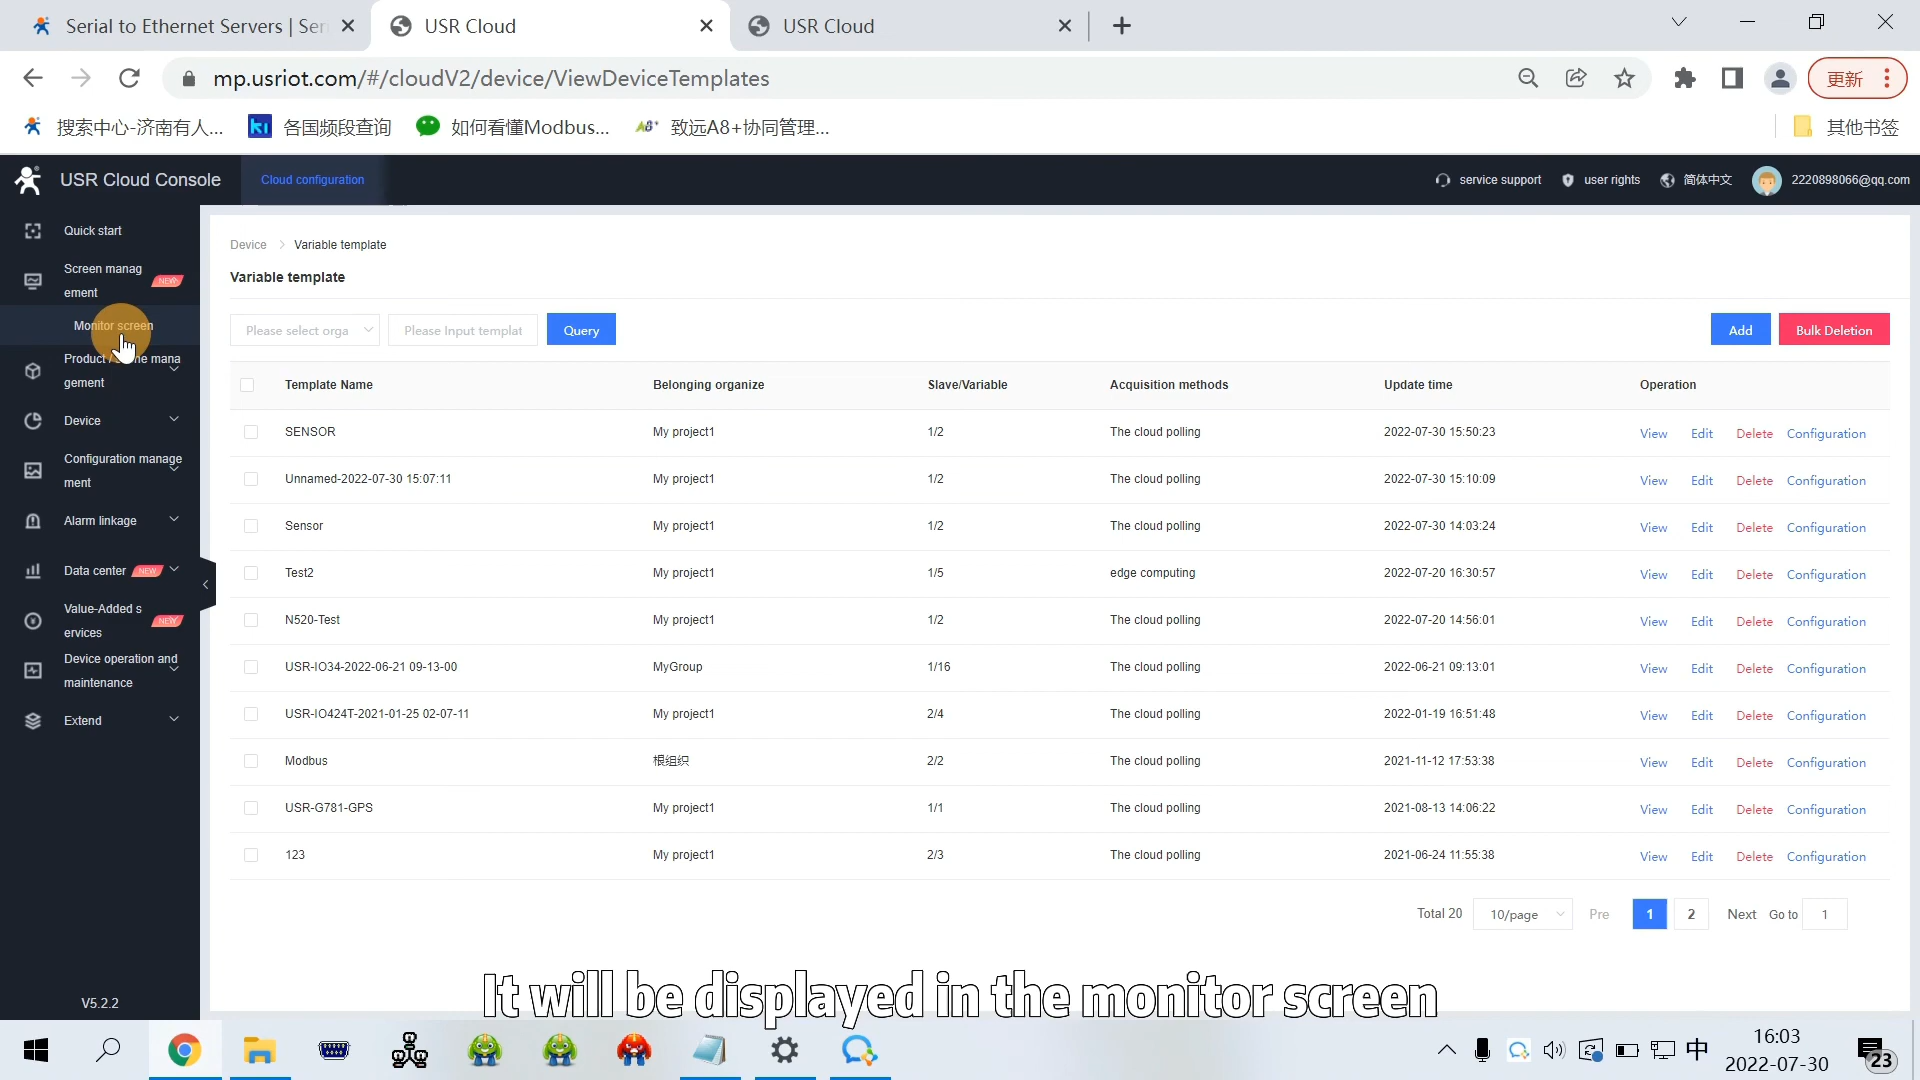 Serial to Ethernet Servers | Ser
USR Cloud
USR Cloud
mp.usriot.com/#/cloudV2/device/ViewDeviceTemplates
更新
搜索中心-济南有人...
各国频段查询
如何看懂Modbus...
致远A8+协同管理...
其他书签
USR Cloud Console
Cloud configuration
service support
user rights
简体中文
2220898066@qq.com
Quick start
Screen manag
ement
NEW
Monitor screen
Product / me mana
gement
Device
Configuration manage
ment
Alarm linkage
Data center
NEW
Value-Added s
ervices
NEW
Device operation and
maintenance
Extend
V5.2.2
Device > Variable template
Variable template
Please select orga
Please Input templat
Query
Add
Bulk Deletion
Template Name Belonging organize Slave/Variable Acquisition methods Update time Operation
SENSOR My project1 1/2 The cloud polling 2022-07-30 15:50:23 View Edit Delete Configuration
Unnamed-2022-07-30 15:07:11 My project1 1/2 The cloud polling 2022-07-30 15:10:09 View Edit Delete Configuration
Sensor My project1 1/2 The cloud polling 2022-07-30 14:03:24 View Edit Delete Configuration
Test2 My project1 1/5 edge computing 2022-07-20 16:30:57 View Edit Delete Configuration
N520-Test My project1 1/2 The cloud polling 2022-07-20 14:56:01 View Edit Delete Configuration
USR-IO34-2022-06-21 09-13-00 MyGroup 1/16 The cloud polling 2022-06-21 09:13:01 View Edit Delete Configuration
USR-IO424T-2021-01-25 02-07-11 My project1 2/4 The cloud polling 2022-01-19 16:51:48 View Edit Delete Configuration
Modbus 根组织 2/2 The cloud polling 2021-11-12 17:53:38 View Edit Delete Configuration
USR-G781-GPS My project1 1/1 The cloud polling 2021-08-13 14:06:22 View Edit Delete Configuration
123 My project1 2/3 The cloud polling 2021-06-24 11:55:38 View Edit Delete Configuration
Total 20 10/page Pre 1 2 Next Go to 1
It will be displayed in the monitor screen
中
16:03
2022-07-30
23